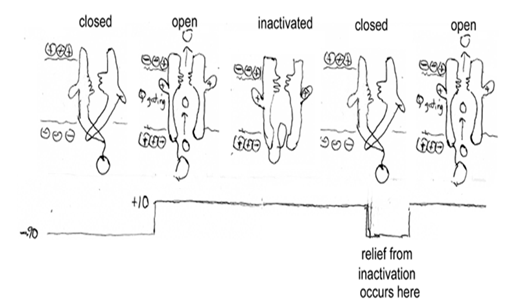 closed open inactivated closed open
Q gating Q gating
+10
-90
relief from
inactivation
occurs here